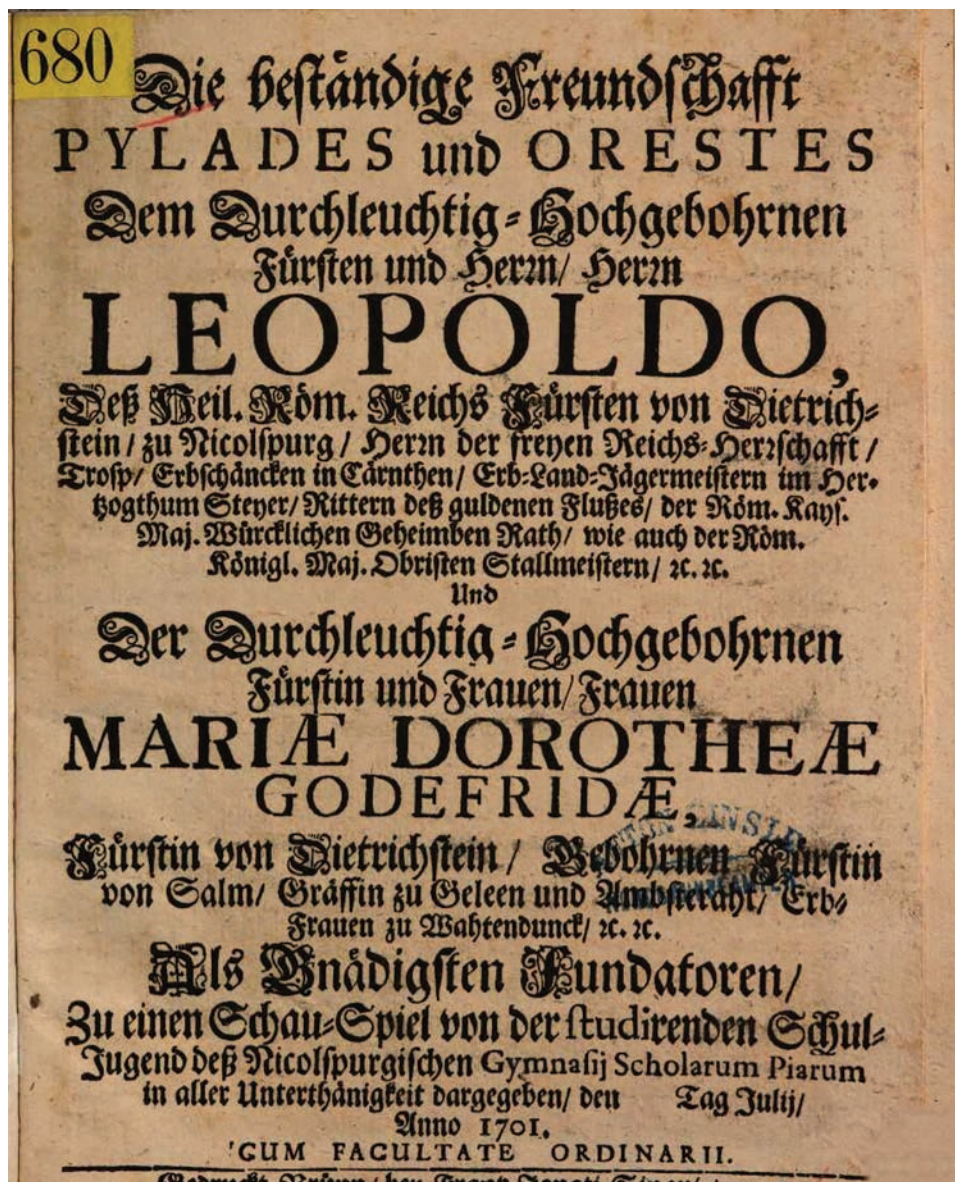 680
Die beständige Freundschafft
PYLADES und ORESTES
Dem Durchleuchtig-Hochgebohrnen
Fürsten und Herrn/ Herrn
LEOPOLDO,
Deß Heil. Röm. Reichs Fürsten von Dietrich-
stein / zu Nicolspurg / Herrn der freyen Reichs-Herrschafft /
Trosp/ Erbschäncken in Cärnthen/ Erb-Land-Jägermeistern im Her-
tzogthum Steyer/ Rittern deß guldenen Flußes/ der Röm. Kays.
Maj. Würcklichen Geheimben Rath/ wie auch der Röm.
Königl. Maj. Obristen Stallmeistern/ ꝛc. ꝛc.
Und
Der Durchleuchtig-Hochgebohrnen
Fürstin und Frauen/ Frauen
MARIÆ DOROTHEÆ
GODEFRIDÆ,
Fürstin von Dietrichstein / Gebohrnen Fürstin
von Salm/ Gräffin zu Geleen und Ambsteraht/ Erb-
Frauen zu Wahtendunck/ ꝛc. ꝛc.
Als Gnädigsten Fundatoren/
Zu einen Schau-Spiel von der studirenden Schul-
Jugend deß Nicolspurgischen Gymnasij Scholarum Piarum
in aller Unterthänigkeit dargegeben/ den Tag Julij/
Anno 1701.
CUM FACULTATE ORDINARII.